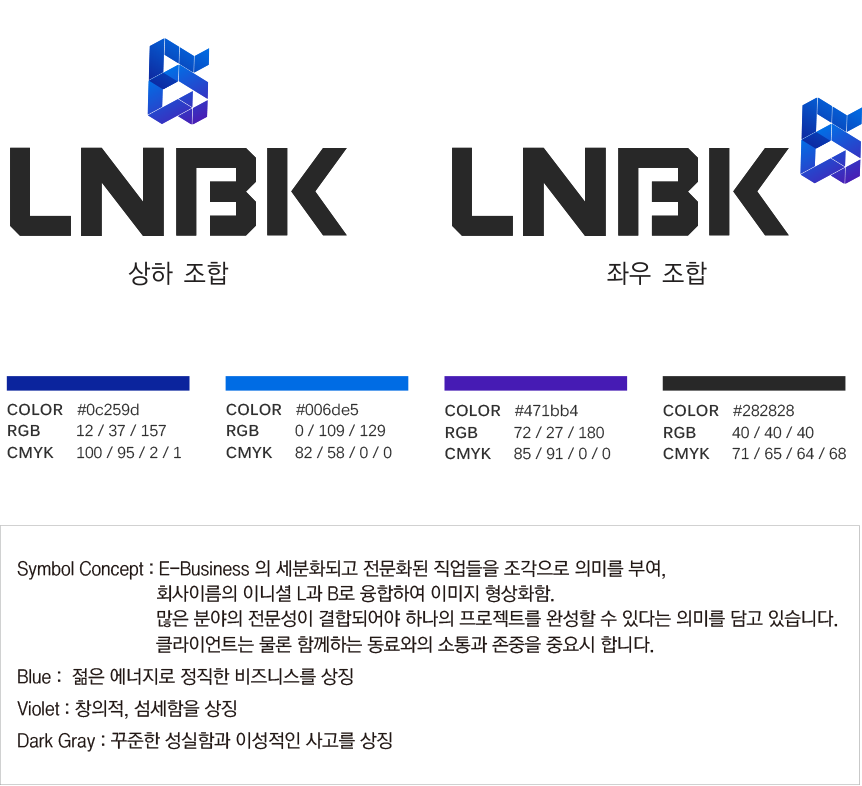 LNBK
LNBK
상하 조합
좌우 조합
COLOR #0c259d
RGB 12 / 37 / 157
CMYK 100 / 95 / 2 / 1
COLOR #006de5
RGB 0 / 109 / 129
CMYK 82 / 58 / 0 / 0
COLOR #471bb4
RGB 72 / 27 / 180
CMYK 85 / 91 / 0 / 0
COLOR #282828
RGB 40 / 40 / 40
CMYK 71 / 65 / 64 / 68
Symbol Concept : E-Business 의 세분화되고 전문화된 직업들을 조각으로 의미를 부여,
회사이름의 이니셜 L과 B로 융합하여 이미지 형상화함.
많은 분야의 전문성이 결합되어야 하나의 프로젝트를 완성할 수 있다는 의미를 담고 있습니다.
클라이언트는 물론 함께하는 동료와의 소통과 존중을 중요시 합니다.
Blue : 젊은 에너지로 정직한 비즈니스를 상징
Violet : 창의적, 섬세함을 상징
Dark Gray : 꾸준한 성실함과 이성적인 사고를 상징